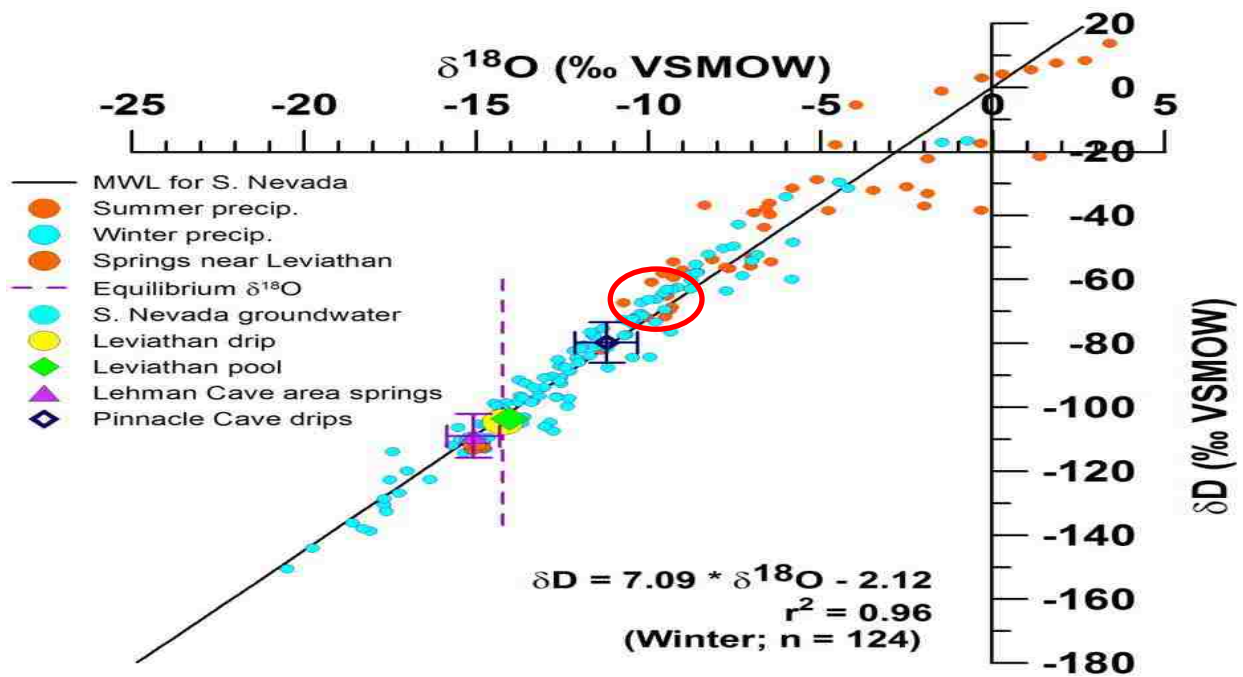 δ¹⁸O (‰ VSMOW)
-25 -20 -15 -10 -5 0 5
20
0
-20
-40
-60
-80
-100
-120
-140
-160
-180
δD (‰ VSMOW)
MWL for S. Nevada
Summer precip.
Winter precip.
Springs near Leviathan
Equilibrium δ¹⁸O
S. Nevada groundwater
Leviathan drip
Leviathan pool
Lehman Cave area springs
Pinnacle Cave drips
δD = 7.09 * δ¹⁸O - 2.12
r² = 0.96
(Winter; n = 124)